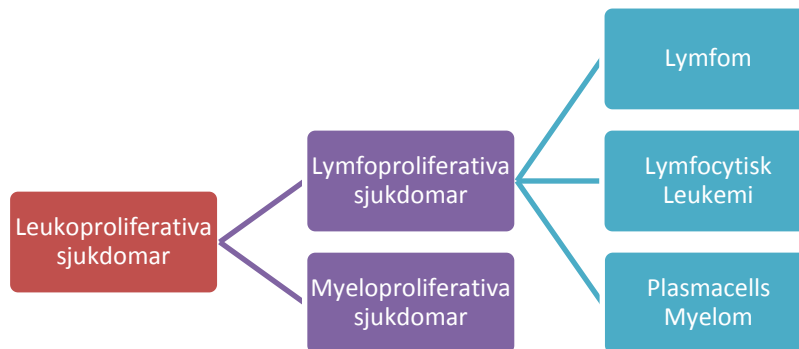 Leukoproliferativa
sjukdomar
Lymfoproliferativa
sjukdomar
Myeloproliferativa
sjukdomar
Lymfom
Lymfocytisk
Leukemi
Plasmacells
Myelom